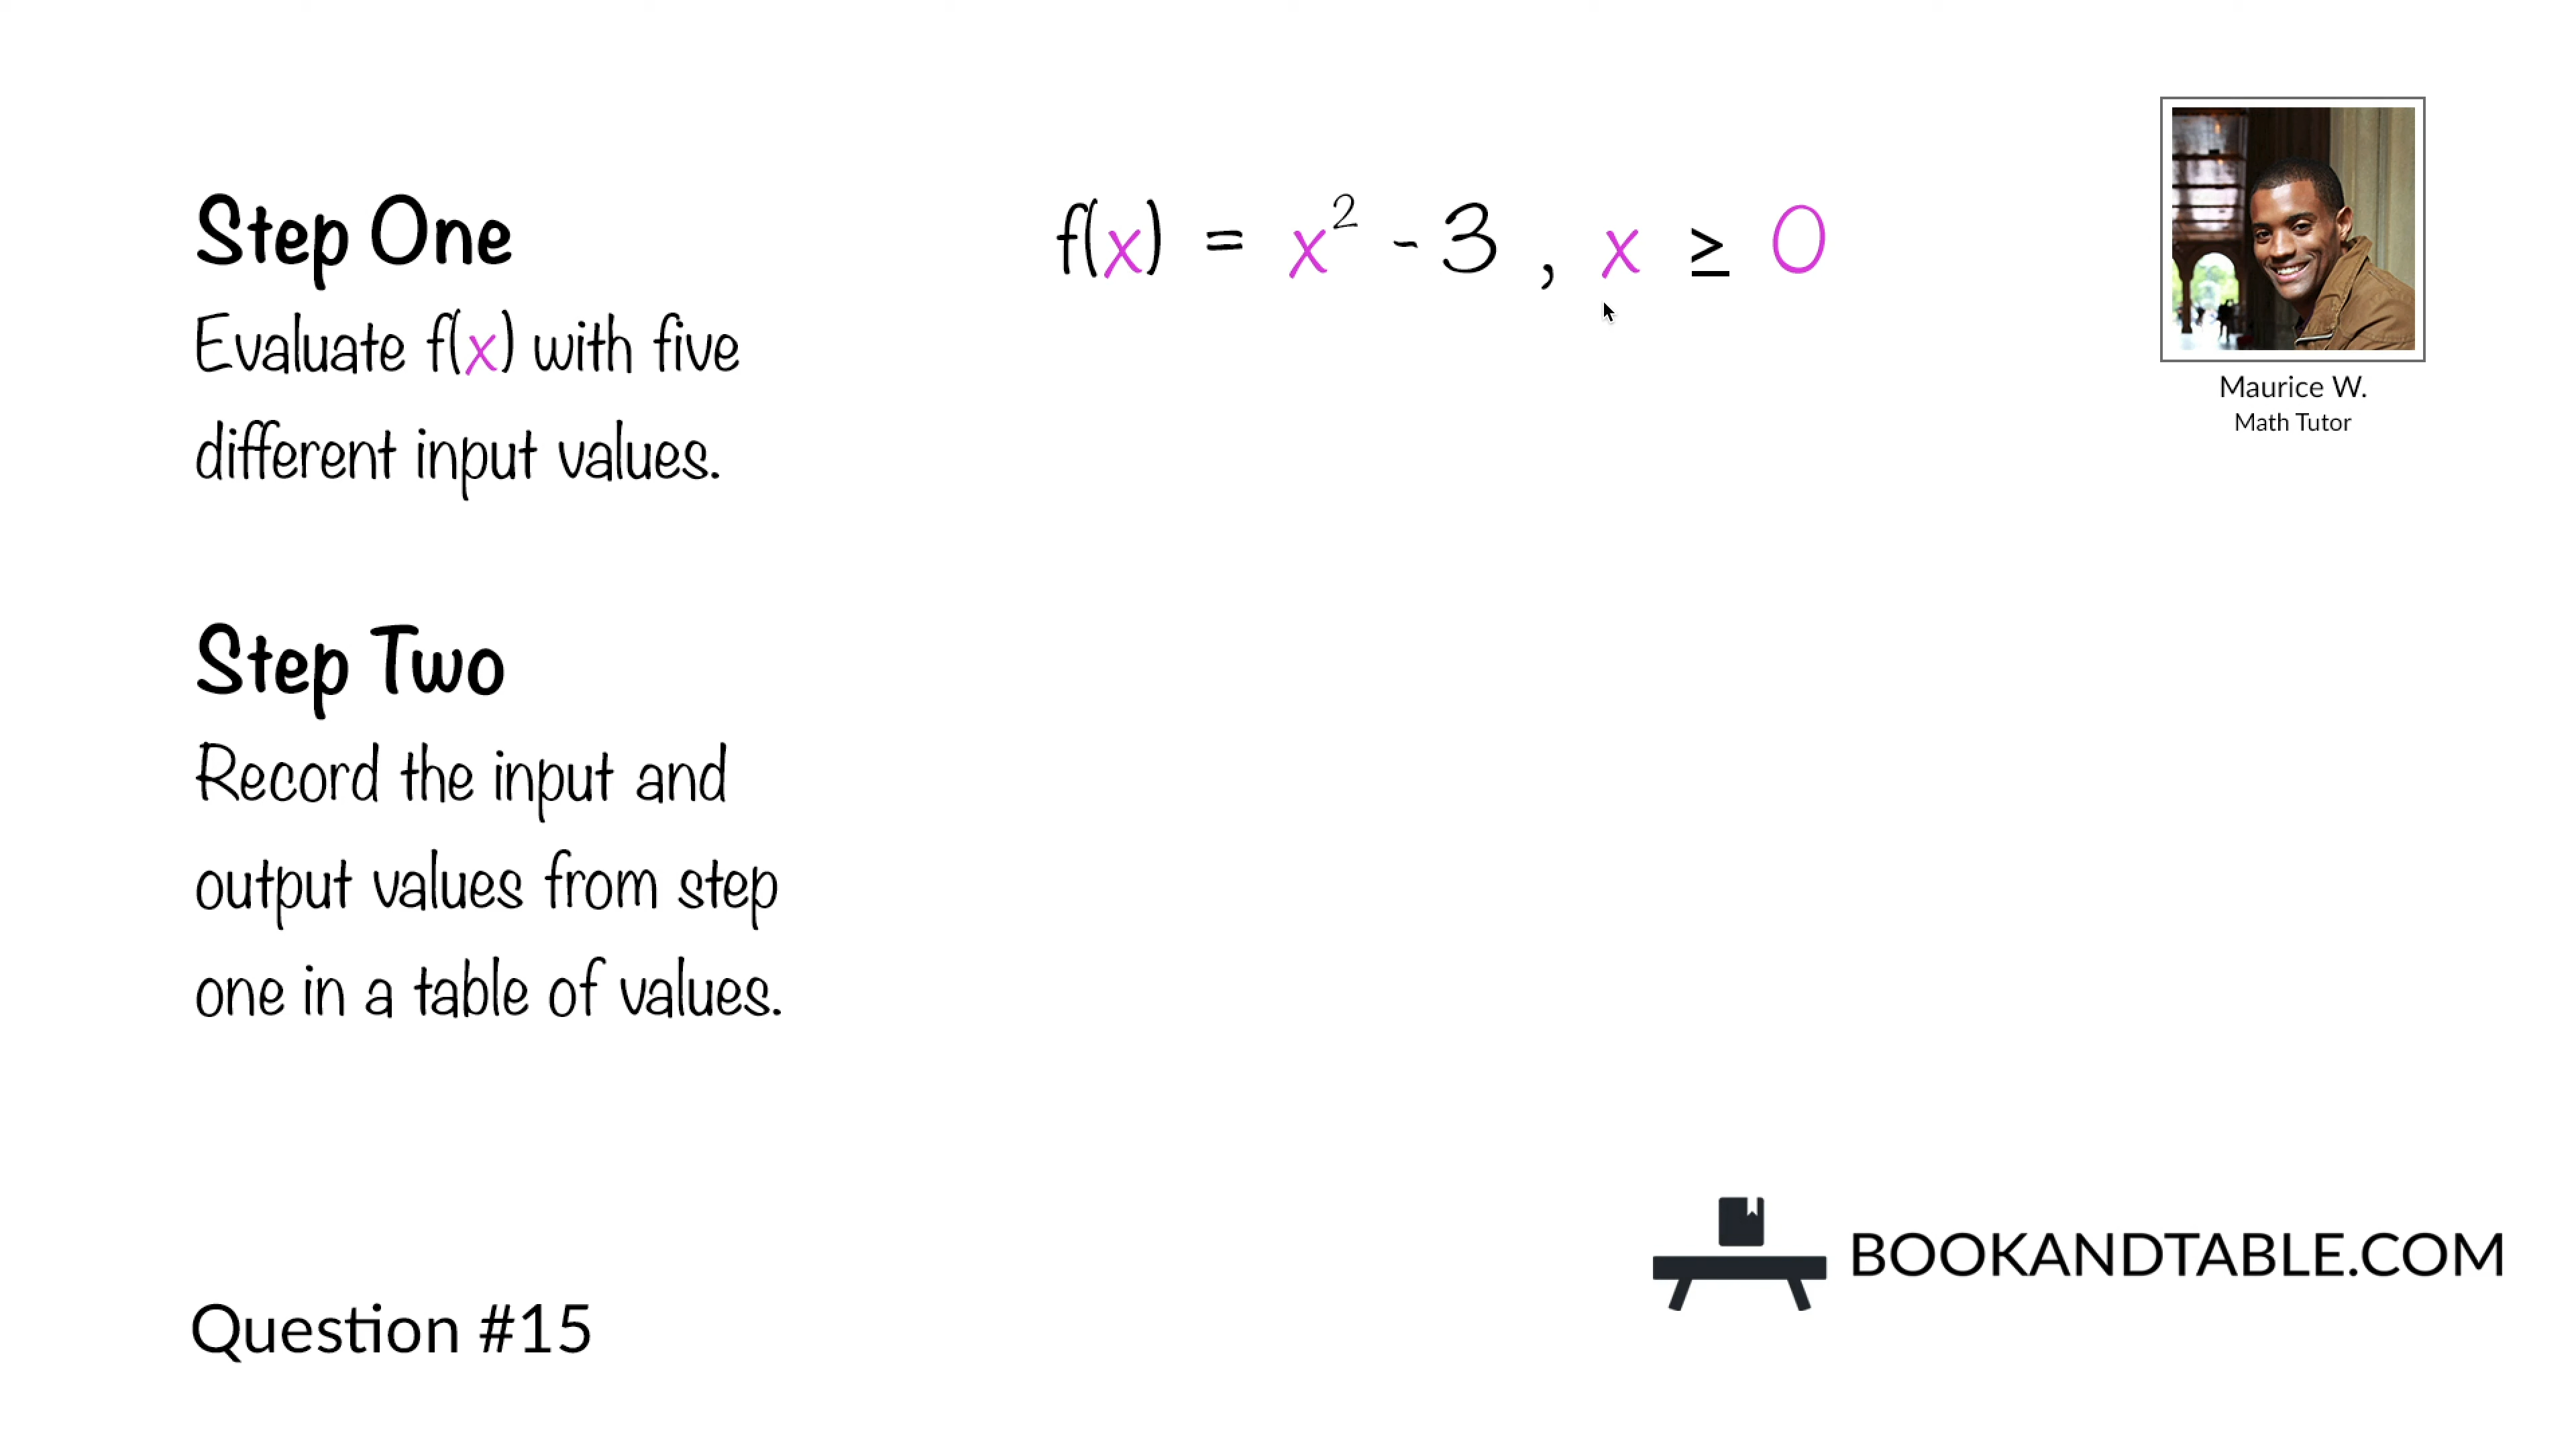 Step One
Evaluate f(x) with five
different input values.
Step Two
Record the input and
output values from step
one in a table of values.
f(x) = x² - 3 , x ≥ 0
Maurice W.
Math Tutor
Question #15
BOOKANDTABLE.COM